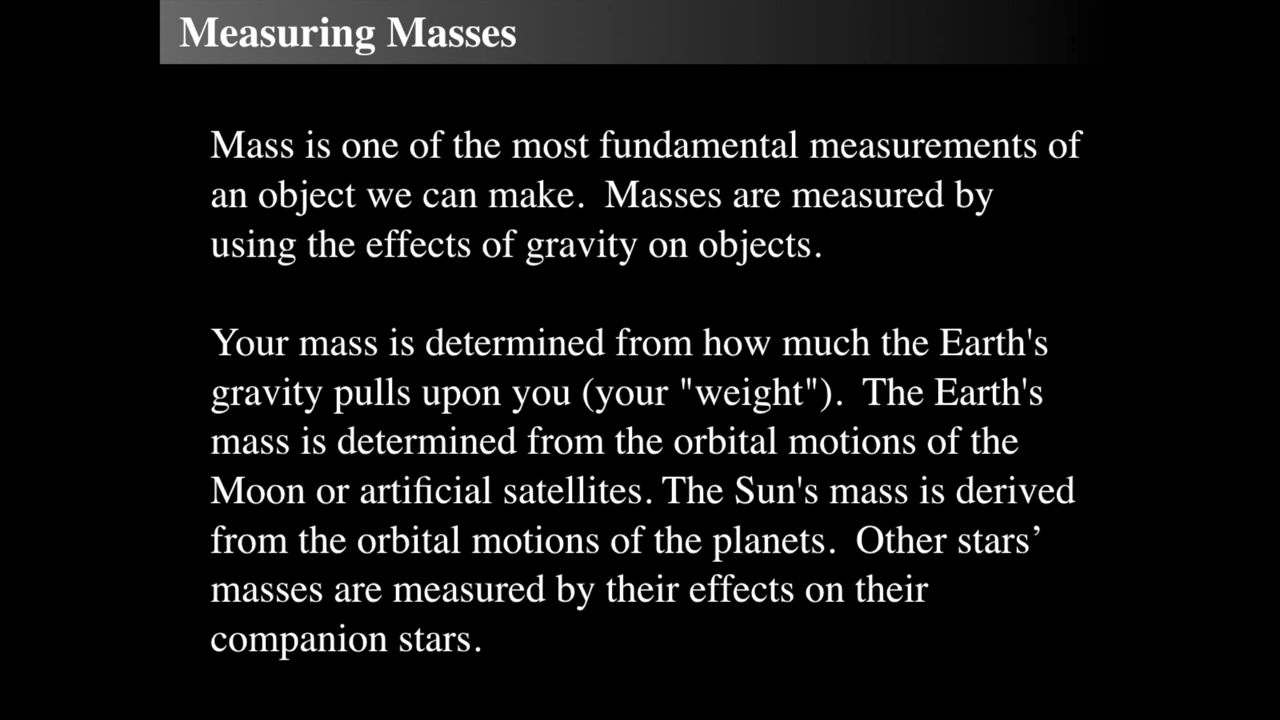 Measuring Masses
Mass is one of the most fundamental measurements of
an object we can make.  Masses are measured by
using the effects of gravity on objects.
Your mass is determined from how much the Earth's
gravity pulls upon you (your "weight").  The Earth's
mass is determined from the orbital motions of the
Moon or artificial satellites. The Sun's mass is derived
from the orbital motions of the planets.  Other stars’
masses are measured by their effects on their
companion stars.